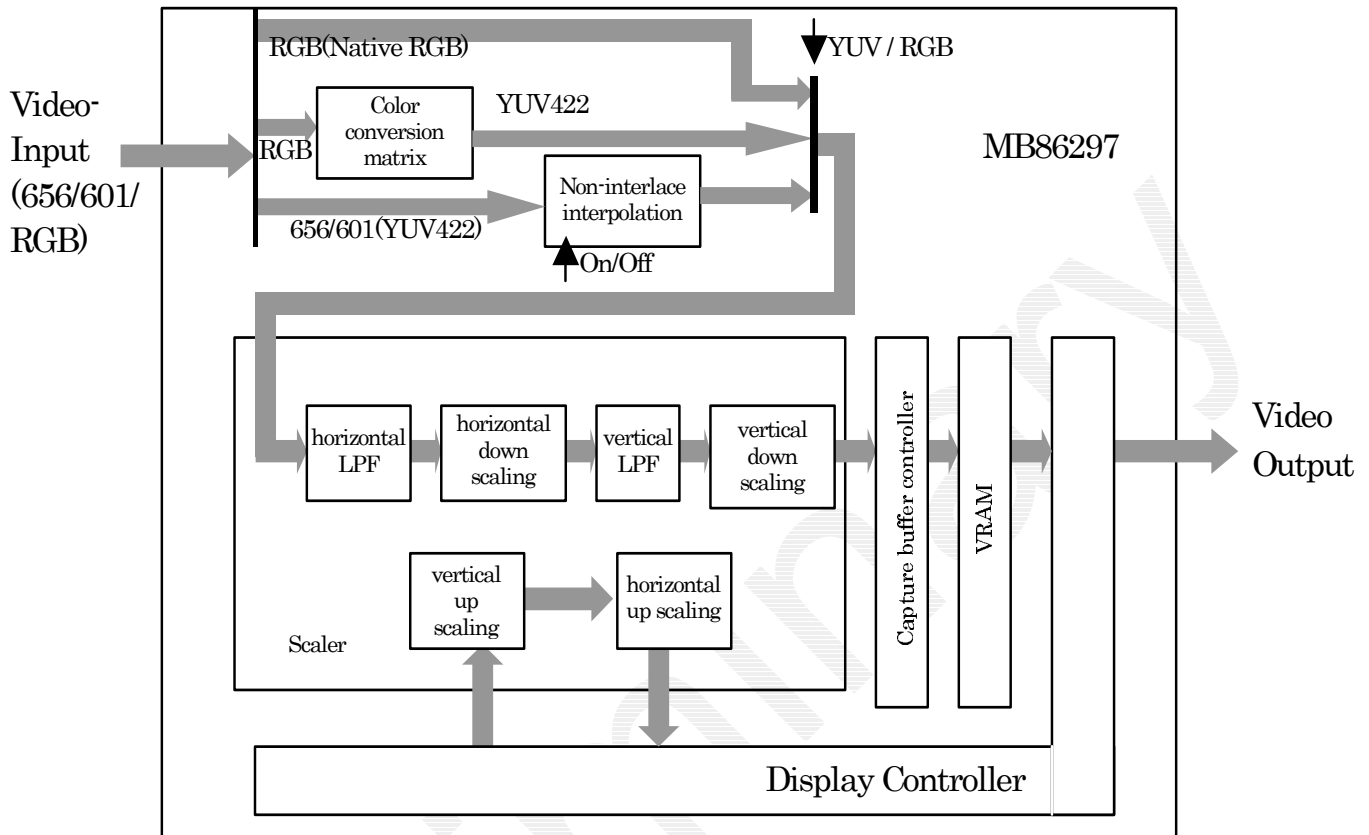 RGB(Native RGB)
YUV / RGB
Video-
Input
(656/601/
RGB)
RGB
Color
conversion
matrix
YUV422
MB86297
656/601(YUV422)
Non-interlace
interpolation
On/Off
horizontal
LPF
horizontal
down
scaling
vertical
LPF
vertical
down
scaling
Capture buffer controller
VRAM
Video
Output
vertical
up
scaling
horizontal
up scaling
Scaler
Display Controller